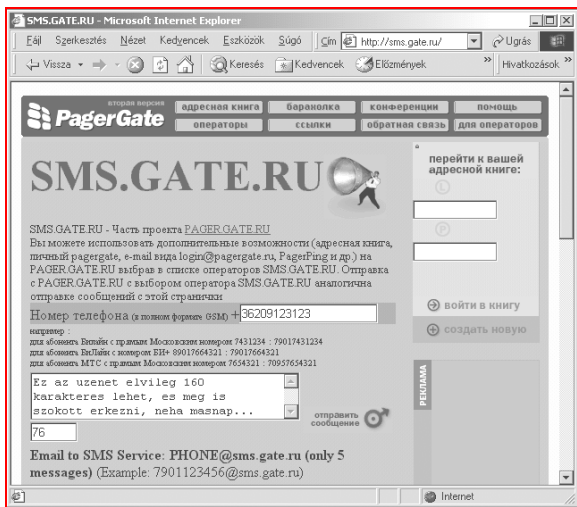 SMS.GATE.RU - Microsoft Internet Explorer
Fájl Szerkesztés Nézet Kedvencek Eszközök Súgó Cím http://sms.gate.ru/ Ugrás
Vissza Keresés Kedvencek Előzmények » Hivatkozások »
вторая версия
PagerGate
адресная книга барахолка конференции помощь
операторы ссылки обратная связь для операторов
SMS.GATE.RU
перейти к вашей
адресной книге:
L
P
войти в книгу
создать новую
SMS.GATE.RU - Часть проекта PAGER.GATE.RU
Вы можете использовать дополнительные возможности (адресная книга,
личный pagergate, e-mail вида login@pagergate.ru, PagerPing и др.) на
PAGER.GATE.RU выбрав в списке операторов SMS.GATE.RU. Отправка
с PAGER.GATE.RU с выбором оператора SMS.GATE.RU аналогична
отправке сообщений с этой странички
Номер телефона (в полном формате GSM) +36209123123
например :
для абонента Билайн с прямым Московским номером 7431234 : 79017431234
для абонента БиЛайн с номером БИ+ 89017664321 : 79017664321
для абонента МТС с прямым Московским номером 7654321 : 70957654321
Ez az uzenet elvileg 160
karakteres lehet, es meg is
szokott erkezni, neha masnap...
отправить
сообщение
76
РЕКЛАМА
Email to SMS Service: PHONE@sms.gate.ru (only 5
messages) (Example: 7901123456@sms.gate.ru)
Internet